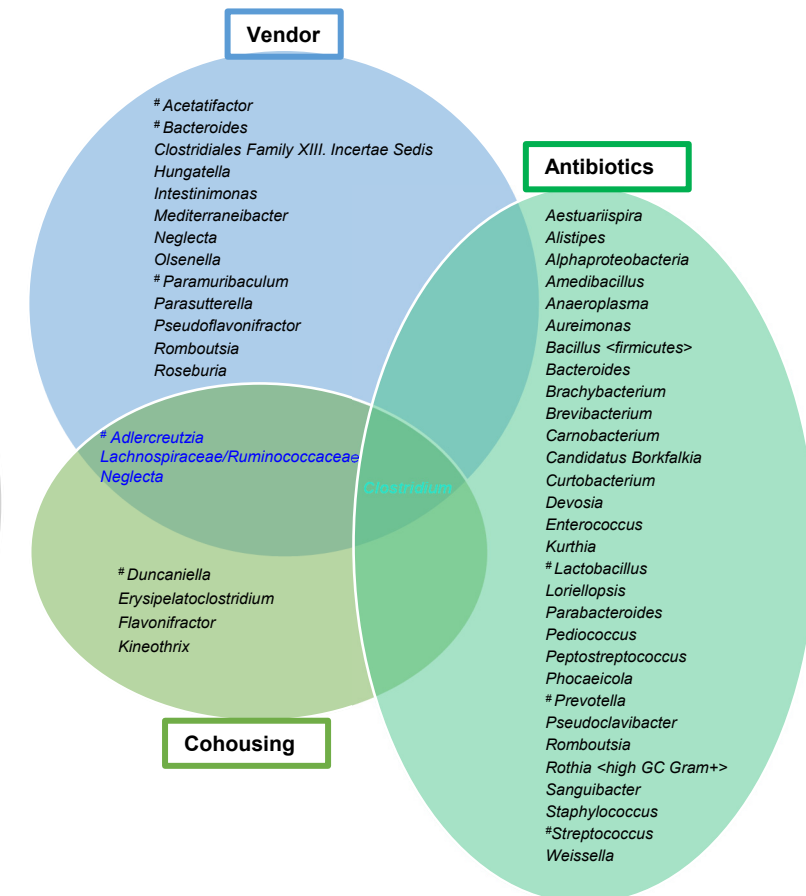 Vendor
# Acetatifactor
# Bacteroides
Clostridiales Family XIII. Incertae Sedis
Hungatella
Intestinimonas
Mediterraneibacter
Neglecta
Olsenella
# Paramuribaculum
Parasutterella
Pseudoflavonifractor
Romboutsia
Roseburia
# Adlercreutzia
Lachnospiraceae/Ruminococcaceae
Neglecta
Clostridium
# Duncaniella
Erysipelatoclostridium
Flavonifractor
Kineothrix
Cohousing
Antibiotics
Aestuariispira
Alistipes
Alphaproteobacteria
Amedibacillus
Anaeroplasma
Aureimonas
Bacillus <firmicutes>
Bacteroides
Brachybacterium
Brevibacterium
Carnobacterium
Candidatus Borkfalkia
Curtobacterium
Devosia
Enterococcus
Kurthia
# Lactobacillus
Loriellopsis
Parabacteroides
Pediococcus
Peptostreptococcus
Phocaeicola
# Prevotella
Pseudoclavibacter
Romboutsia
Rothia <high GC Gram+>
Sanguibacter
Staphylococcus
#Streptococcus
Weissella